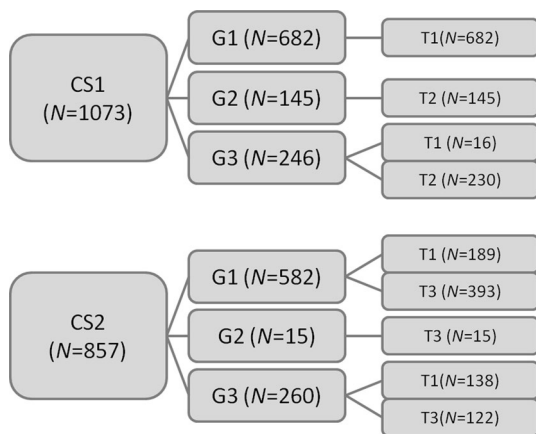 CS1
(N=1073)
G1 (N=682)
T1(N=682)
G2 (N=145)
T2 (N=145)
G3 (N=246)
T1 (N=16)
T2 (N=230)
CS2
(N=857)
G1 (N=582)
T1 (N=189)
T3 (N=393)
G2 (N=15)
T3 (N=15)
G3 (N=260)
T1(N=138)
T3(N=122)